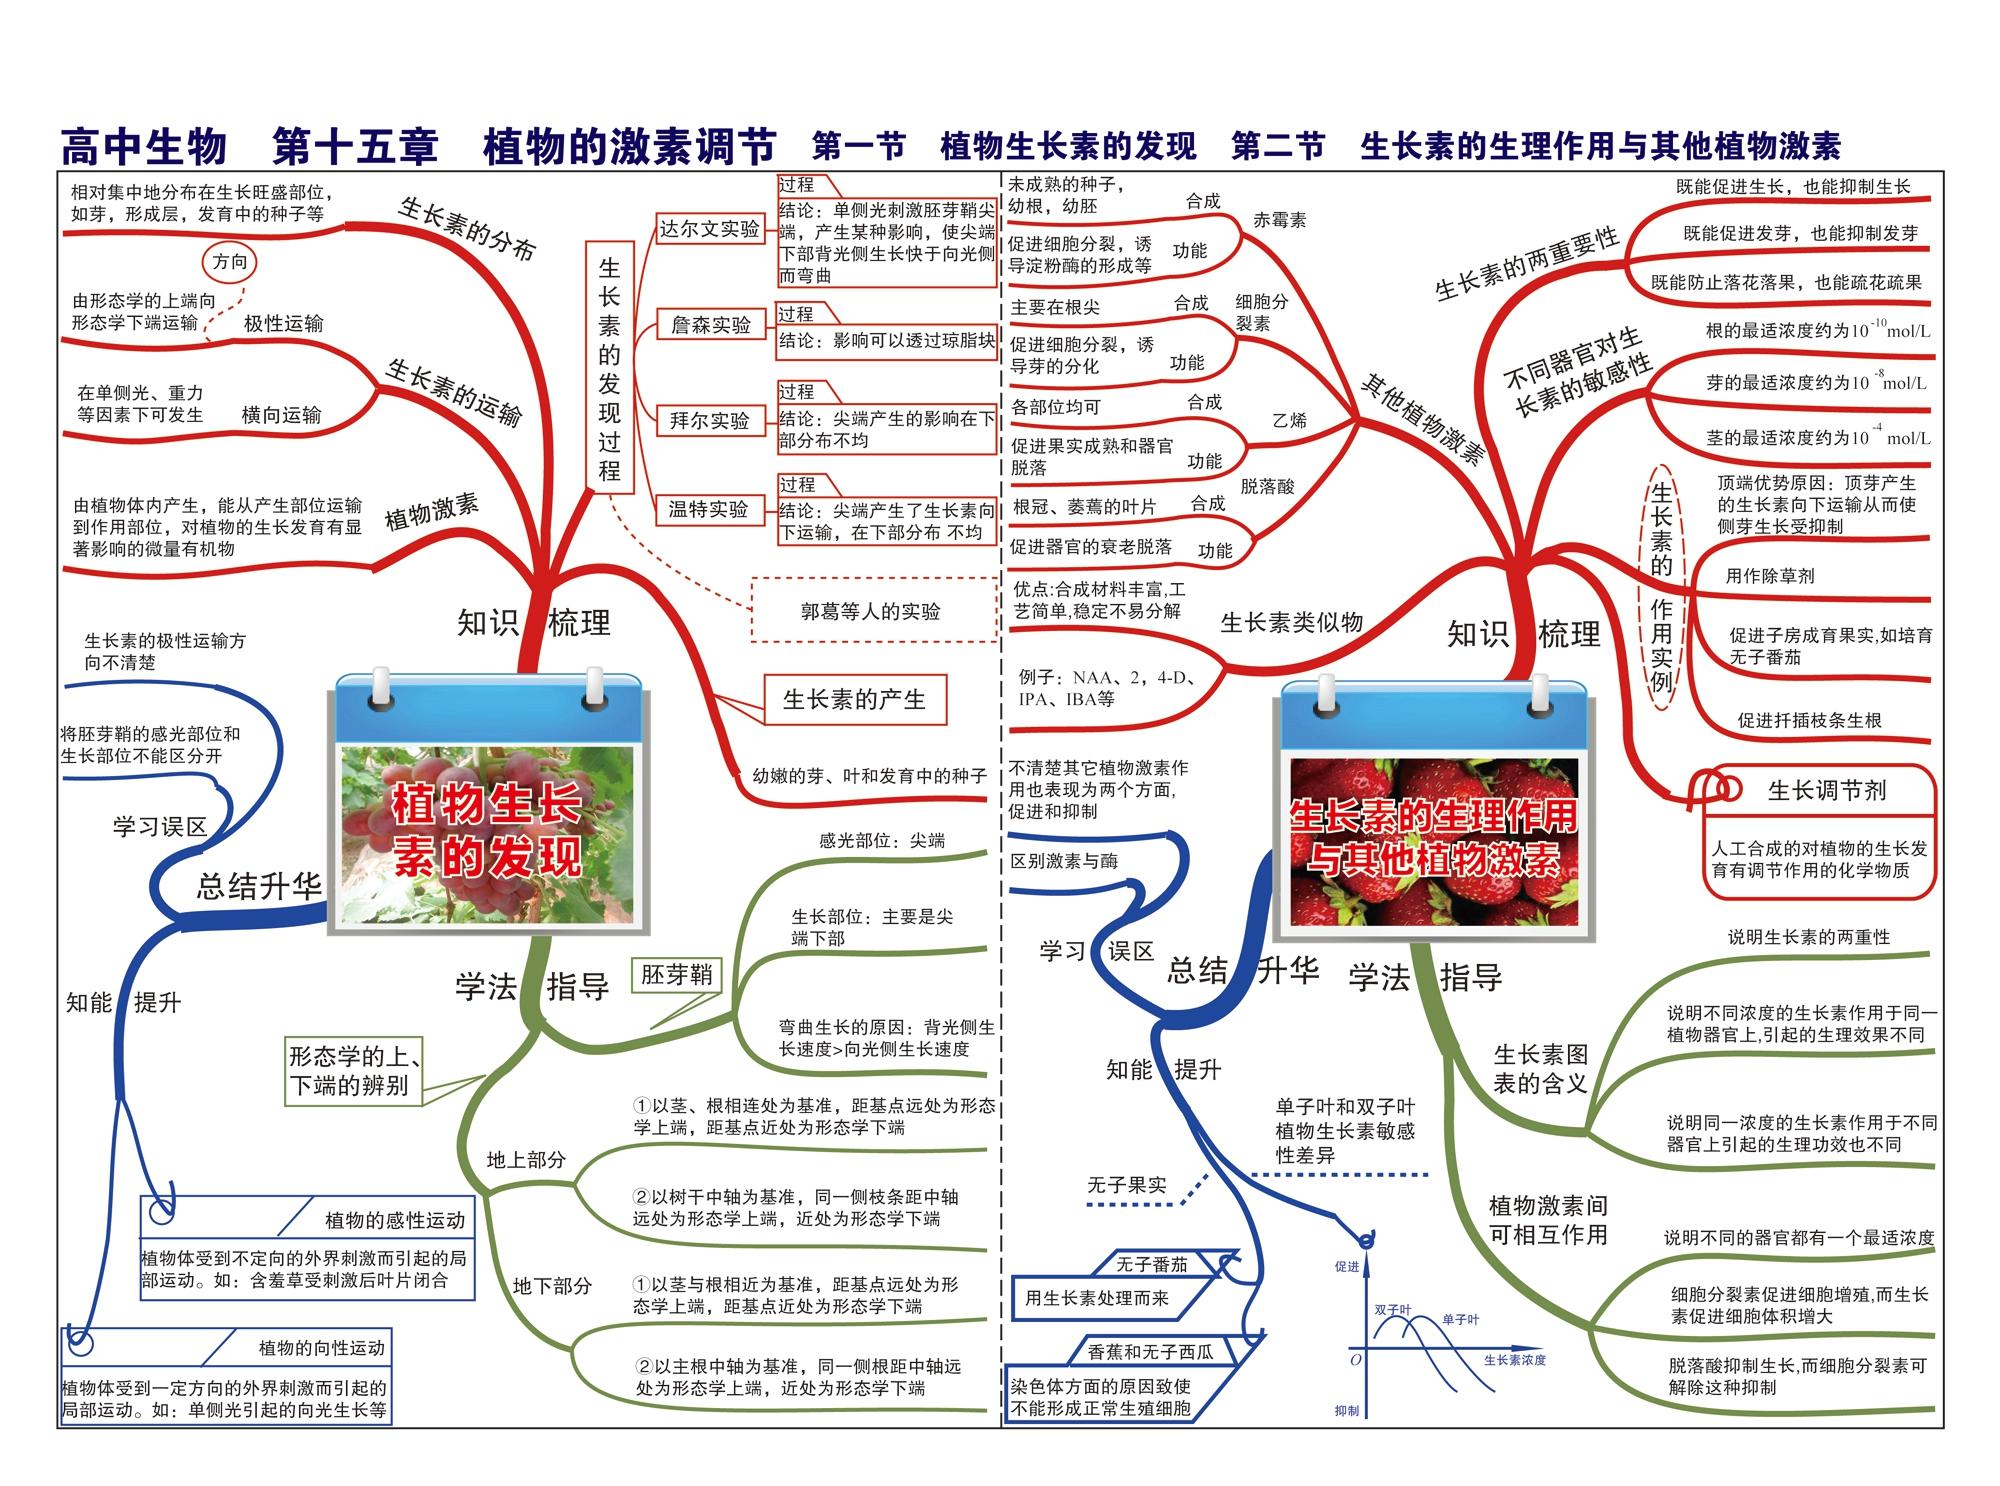 高中生物 第十五章 植物的激素调节 第一节 植物生长素的发现 第二节 生长素的生理作用与其他植物激素
相对集中地分布在生长旺盛部位，
如芽，形成层，发育中的种子等
生长素的分布
方向
由形态学的上端向
形态学下端运输
极性运输
在单侧光、重力
等因素下可发生
横向运输
生长素的运输
由植物体内产生，能从产生部位运输
到作用部位，对植物的生长发育有显
著影响的微量有机物
植物激素
生长素的发现过程
达尔文实验
过程
结论：单侧光刺激胚芽鞘尖
端，产生某种影响，使尖端
下部背光侧生长快于向光侧
而弯曲
詹森实验
过程
结论：影响可以透过琼脂块
拜尔实验
过程
结论：尖端产生的影响在下
部分布不均
温特实验
过程
结论：尖端产生了生长素向
下运输，在下部分布 不均
郭葛等人的实验
知识 梳理
生长素的产生
幼嫩的芽、叶和发育中的种子
植物生长
素的发现
生长素的极性运输方
向不清楚
将胚芽鞘的感光部位和
生长部位不能区分开
学习误区
总结升华
知能 提升
植物的感性运动
植物体受到不定向的外界刺激而引起的局
部运动。如：含羞草受刺激后叶片闭合
植物的向性运动
植物体受到一定方向的外界刺激而引起的
局部运动。如：单侧光引起的向光生长等
学法 指导
胚芽鞘
感光部位：尖端
生长部位：主要是尖
端下部
弯曲生长的原因：背光侧生
长速度>向光侧生长速度
形态学的上、
下端的辨别
地上部分
①以茎、根相连处为基准，距基点远处为形态
学上端，距基点近处为形态学下端
②以树干中轴为基准，同一侧枝条距中轴
远处为形态学上端，近处为形态学下端
地下部分
①以茎与根相近为基准，距基点远处为形
态学上端，距基点近处为形态学下端
②以主根中轴为基准，同一侧根距中轴远
处为形态学上端，近处为形态学下端
未成熟的种子，
幼根，幼胚
合成
促进细胞分裂，诱
导淀粉酶的形成等
功能
赤霉素
主要在根尖
合成
促进细胞分裂，诱
导芽的分化
功能
细胞分
裂素
各部位均可
合成
促进果实成熟和器官
脱落
功能
乙烯
根冠、萎蔫的叶片
合成
促进器官的衰老脱落
功能
脱落酸
其他植物激素
优点:合成材料丰富,工
艺简单,稳定不易分解
例子：NAA、2，4-D、
IPA、IBA等
生长素类似物
生长素的两重要性
既能促进生长，也能抑制生长
既能促进发芽，也能抑制发芽
既能防止落花落果，也能疏花疏果
不同器官对生
长素的敏感性
根的最适浓度约为10⁻¹⁰mol/L
芽的最适浓度约为10⁻⁸mol/L
茎的最适浓度约为10⁻⁴ mol/L
生长素的 作用实例
顶端优势原因：顶芽产生
的生长素向下运输从而使
侧芽生长受抑制
用作除草剂
促进子房成育果实,如培育
无子番茄
促进扦插枝条生根
知识 梳理
生长调节剂
人工合成的对植物的生长发
育有调节作用的化学物质
生长素的生理作用
与其他植物激素
不清楚其它植物激素作
用也表现为两个方面,
促进和抑制
区别激素与酶
学习 误区
总结 升华
知能 提升
单子叶和双子叶
植物生长素敏感
性差异
无子果实
无子番茄
用生长素处理而来
香蕉和无子西瓜
染色体方面的原因致使
不能形成正常生殖细胞
促进
双子叶
单子叶
O
生长素浓度
抑制
学法 指导
生长素图
表的含义
说明生长素的两重性
说明不同浓度的生长素作用于同一
植物器官上,引起的生理效果不同
说明同一浓度的生长素作用于不同
器官上引起的生理功效也不同
植物激素间
可相互作用
说明不同的器官都有一个最适浓度
细胞分裂素促进细胞增殖,而生长
素促进细胞体积增大
脱落酸抑制生长,而细胞分裂素可
解除这种抑制